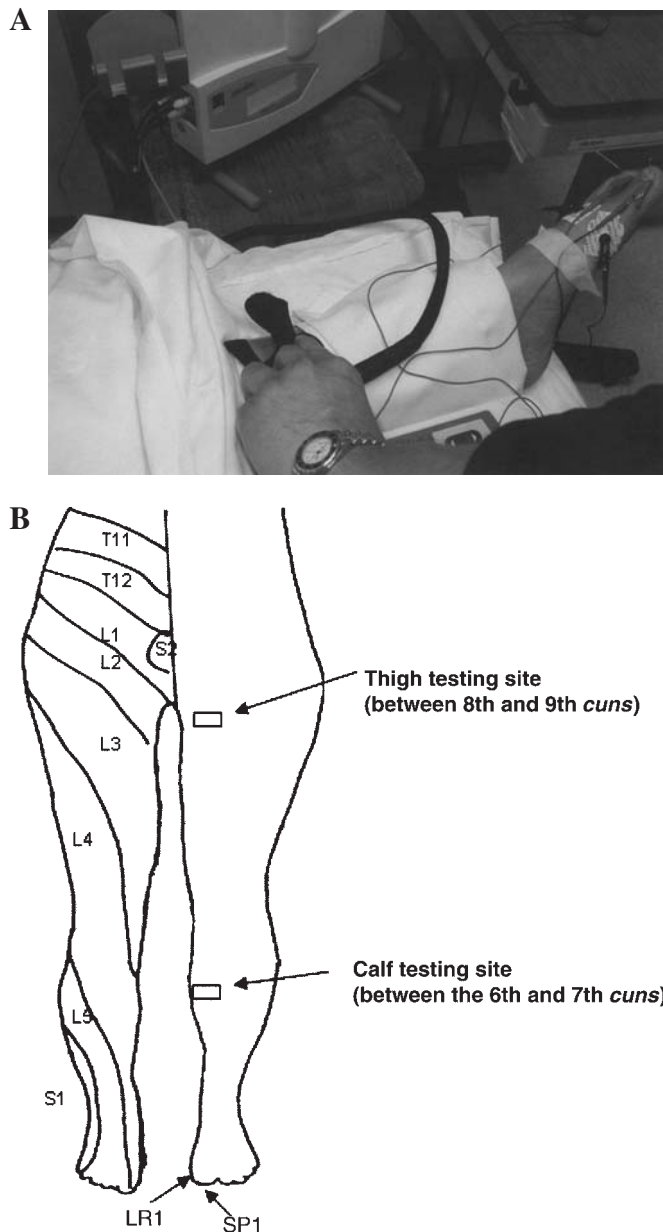 A
B
T11
T12
L1
S2
L2
Thigh testing site
(between 8th and 9th cuns)
L3
L4
Calf testing site
(between the 6th and 7th cuns)
L5
S1
LR1
SP1